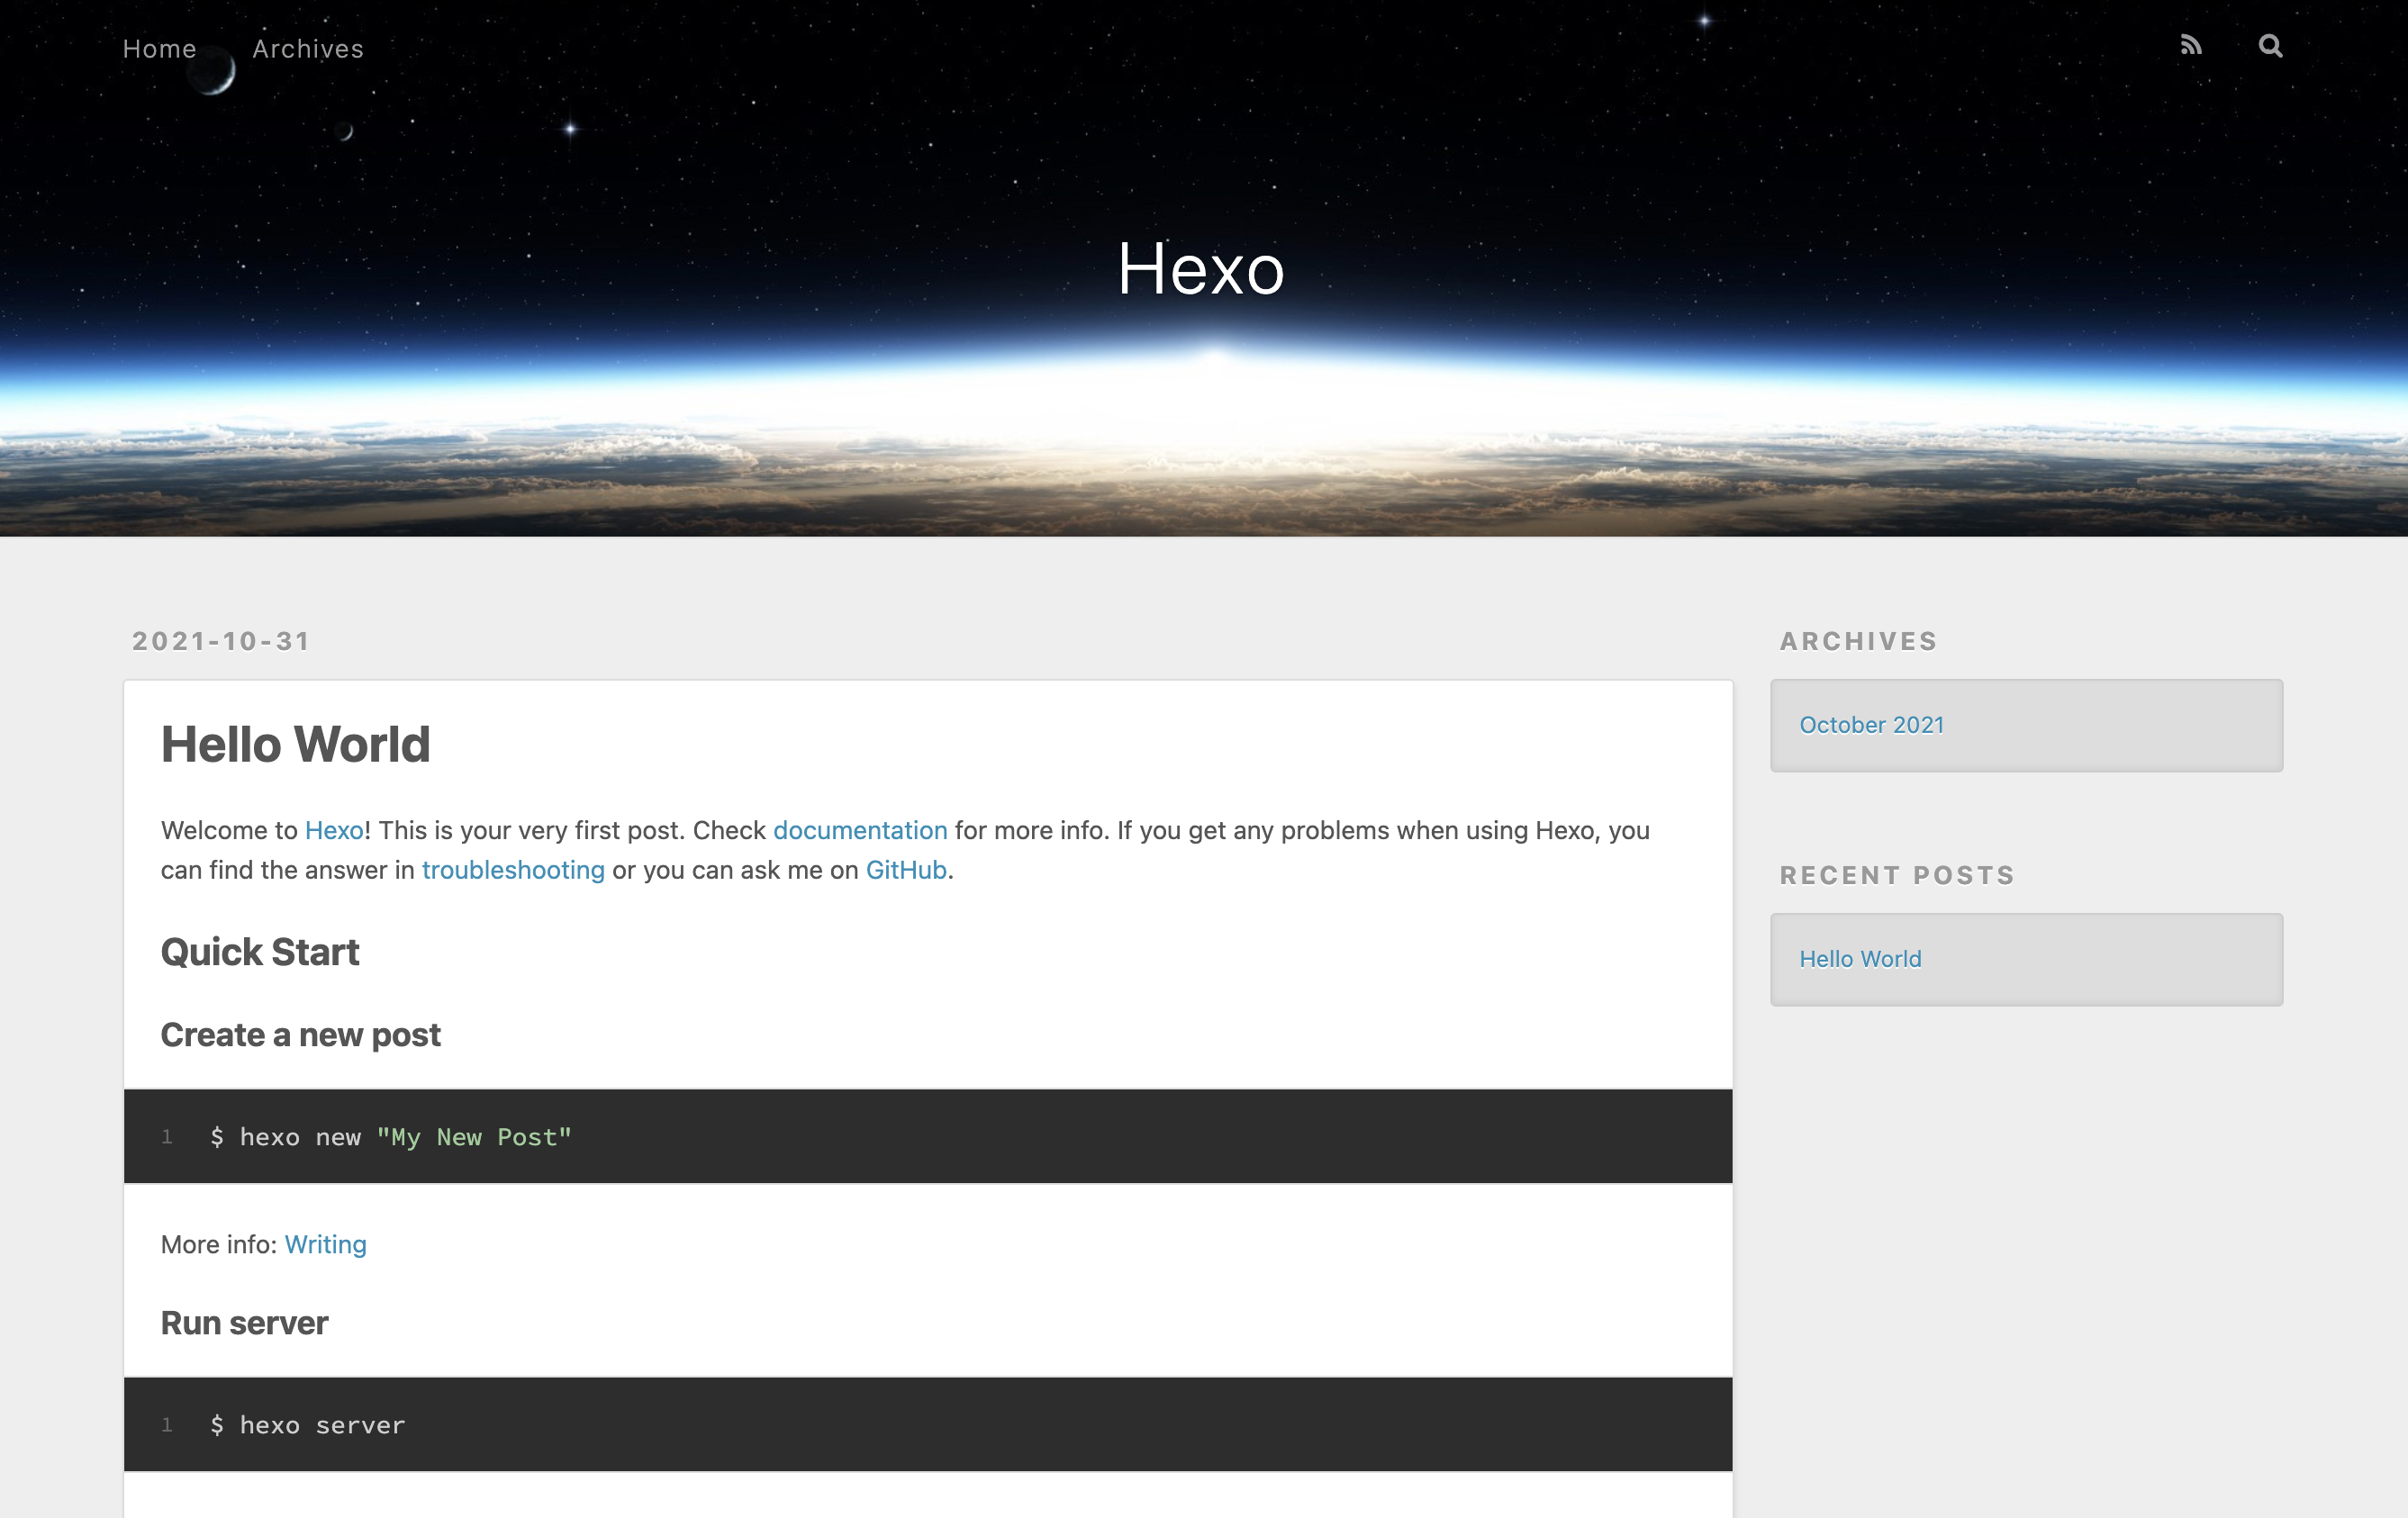 Home Archives
Hexo
2021-10-31
Hello World
Welcome to Hexo! This is your very first post. Check documentation for more info. If you get any problems when using Hexo, you
can find the answer in troubleshooting or you can ask me on GitHub.
Quick Start
Create a new post
1 $ hexo new "My New Post"
More info: Writing
Run server
1 $ hexo server
ARCHIVES
October 2021
RECENT POSTS
Hello World